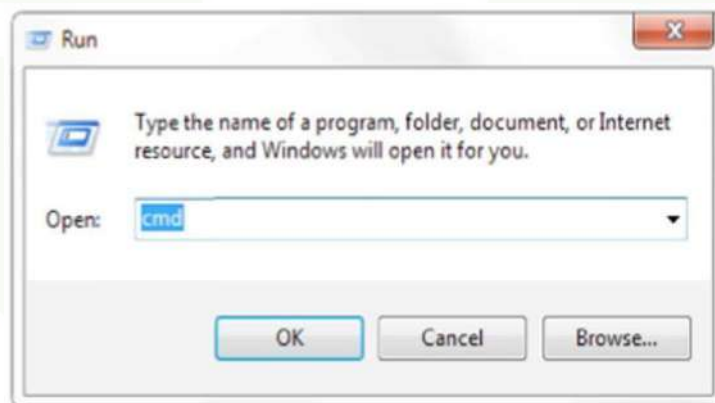 Run
Type the name of a program, folder, document, or Internet
resource, and Windows will open it for you.
Open: cmd
OK Cancel Browse...